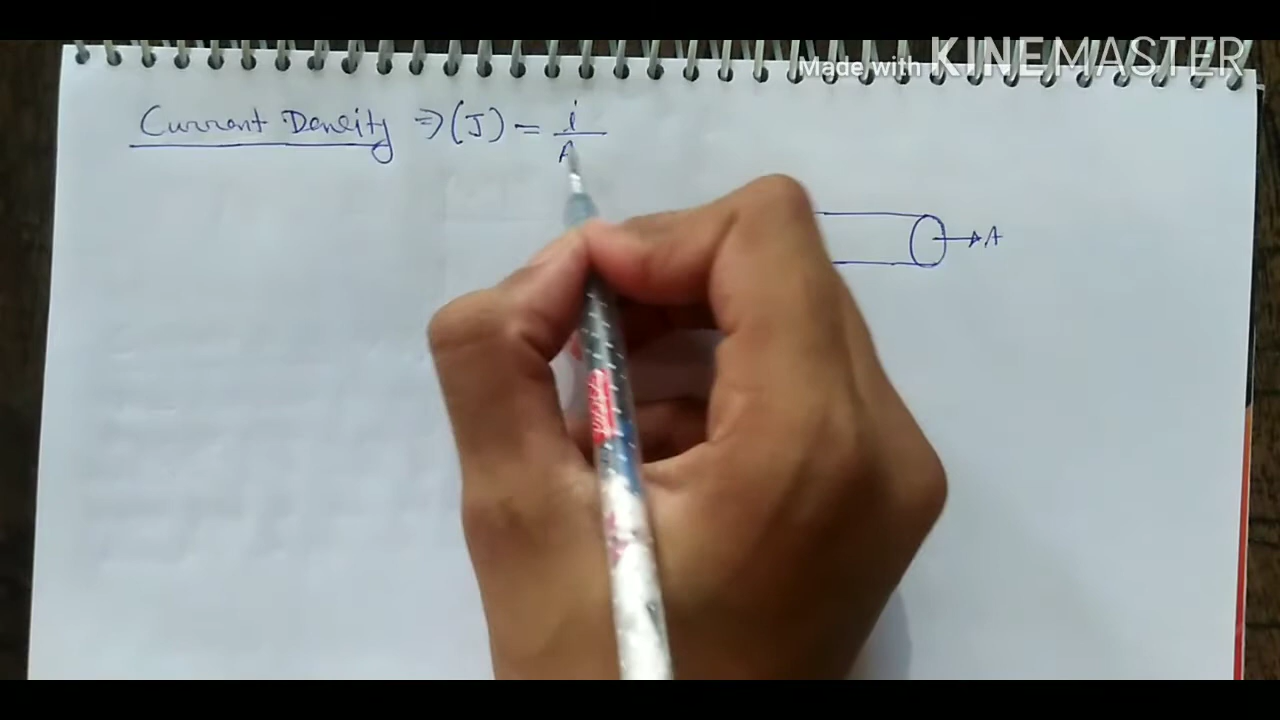 Made with KINEMASTER
Current Density ⇒ (J) = i/A
A